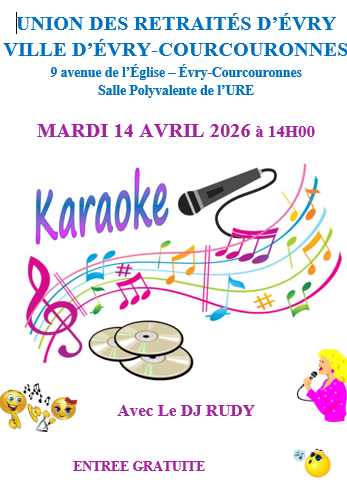 UNION DES RETRAITÉS D'ÉVRY
VILLE D'ÉVRY-COURCOURONNES
9 avenue de l'Église – Évry-Courcouronnes
Salle Polyvalente de l'URE
MARDI 14 AVRIL 2026 à 14H00
Karaoke
Avec Le DJ RUDY
ENTREE GRATUITE